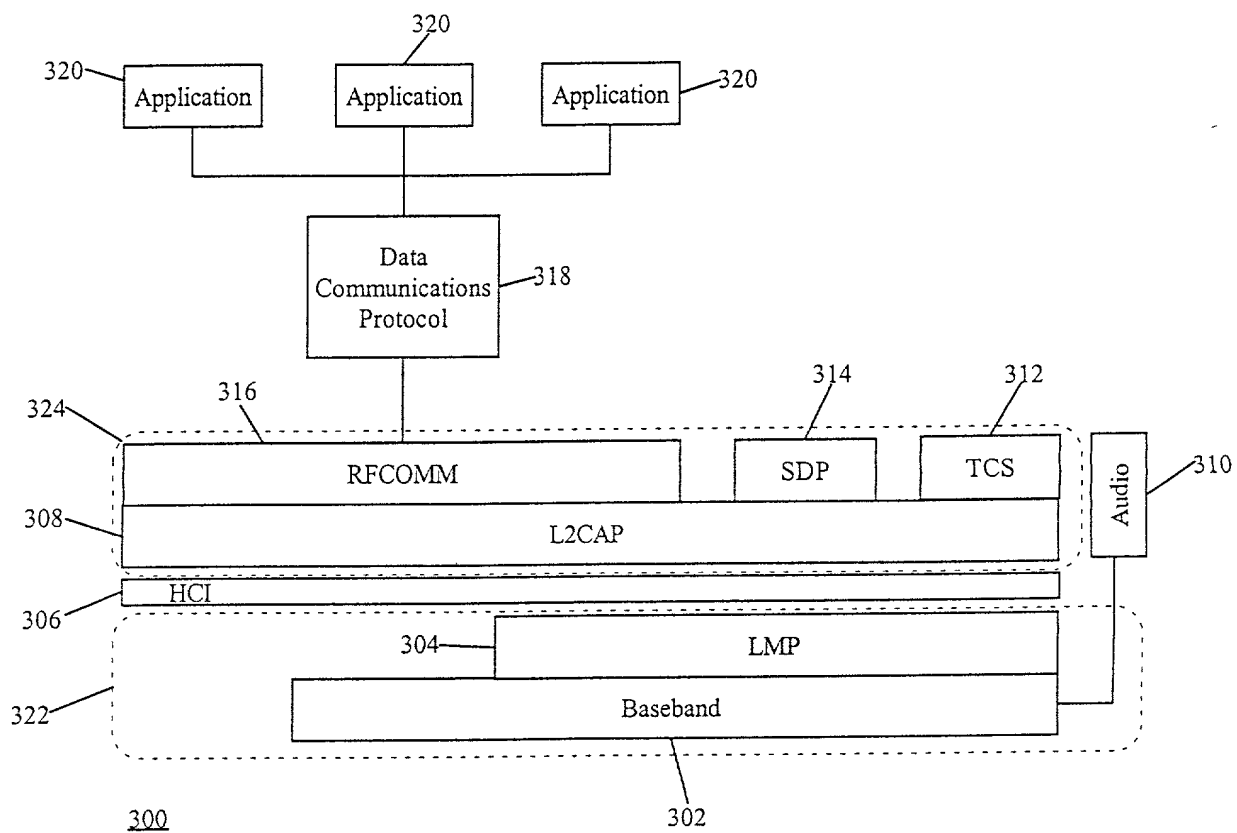 320
320
320
Application
Application
Application
Data
Communications
Protocol
318
316
314
312
324
RFCOMM
SDP
TCS
Audio
310
308
L2CAP
HCI
306
304
LMP
322
Baseband
302
300